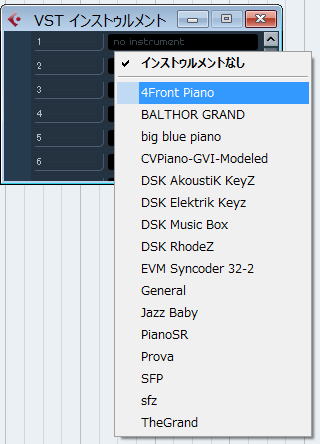 VST インストゥルメント
1
no instrument
2
3
4
5
6
✓ インストゥルメントなし
4Front Piano
BALTHOR GRAND
big blue piano
CVPiano-GVI-Modeled
DSK AkoustiK KeyZ
DSK Elektrik Keyz
DSK Music Box
DSK RhodeZ
EVM Syncoder 32-2
General
Jazz Baby
PianoSR
Prova
SFP
sfz
TheGrand